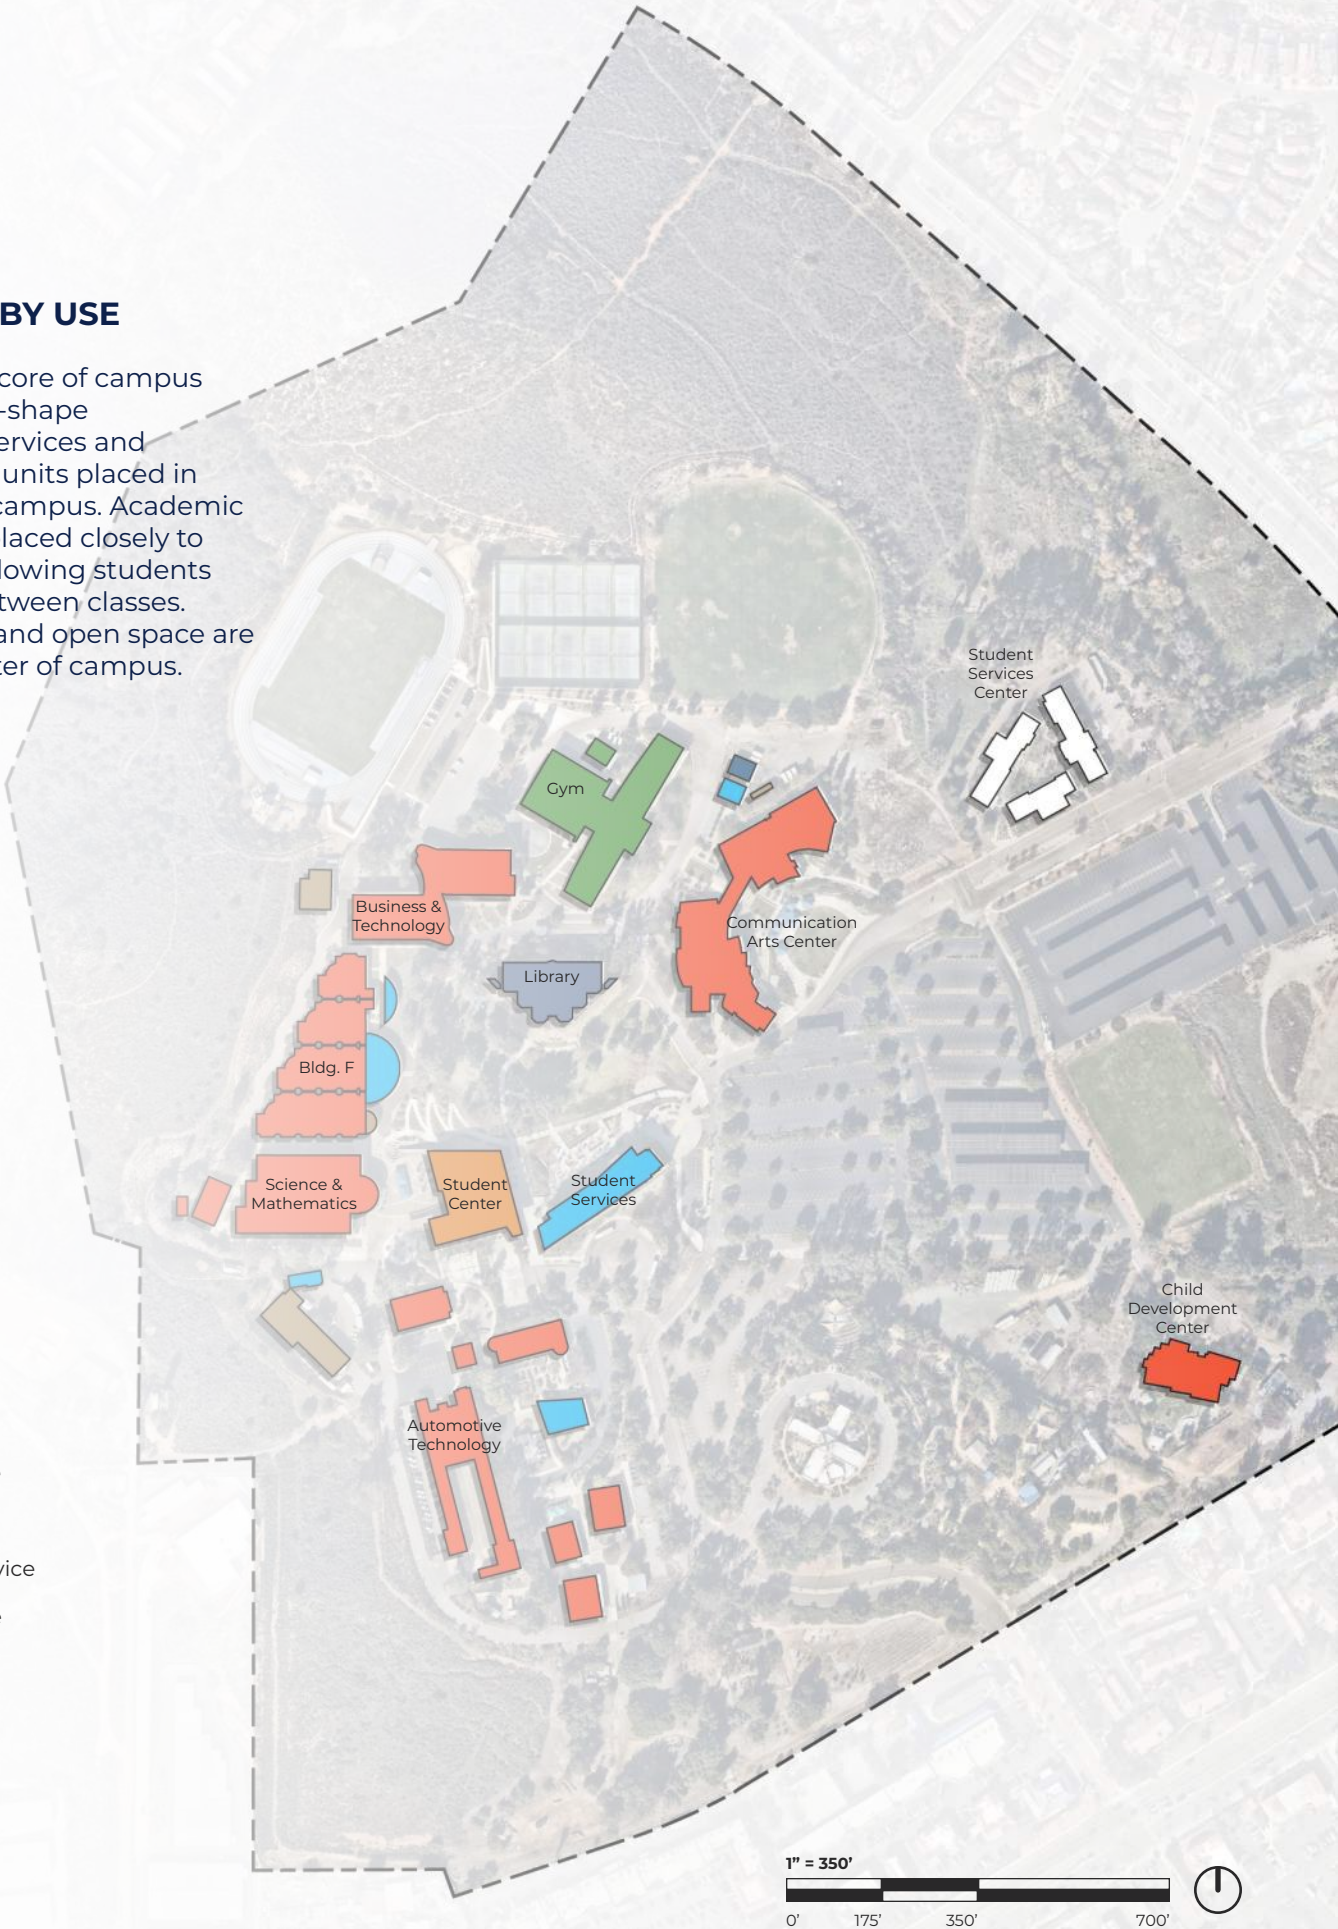 BY USE
core of campus
-shape
ervices and
units placed in
campus. Academic
laced closely to
lowing students
tween classes.
and open space are
ter of campus.
Student
Services
Center
Gym
Business &
Technology
Communication
Arts Center
Library
Bldg. F
Science &
Mathematics
Student
Center
Student
Services
Child
Development
Center
Automotive
Technology
vice
1” = 350’
0’ 175’ 350’ 700’